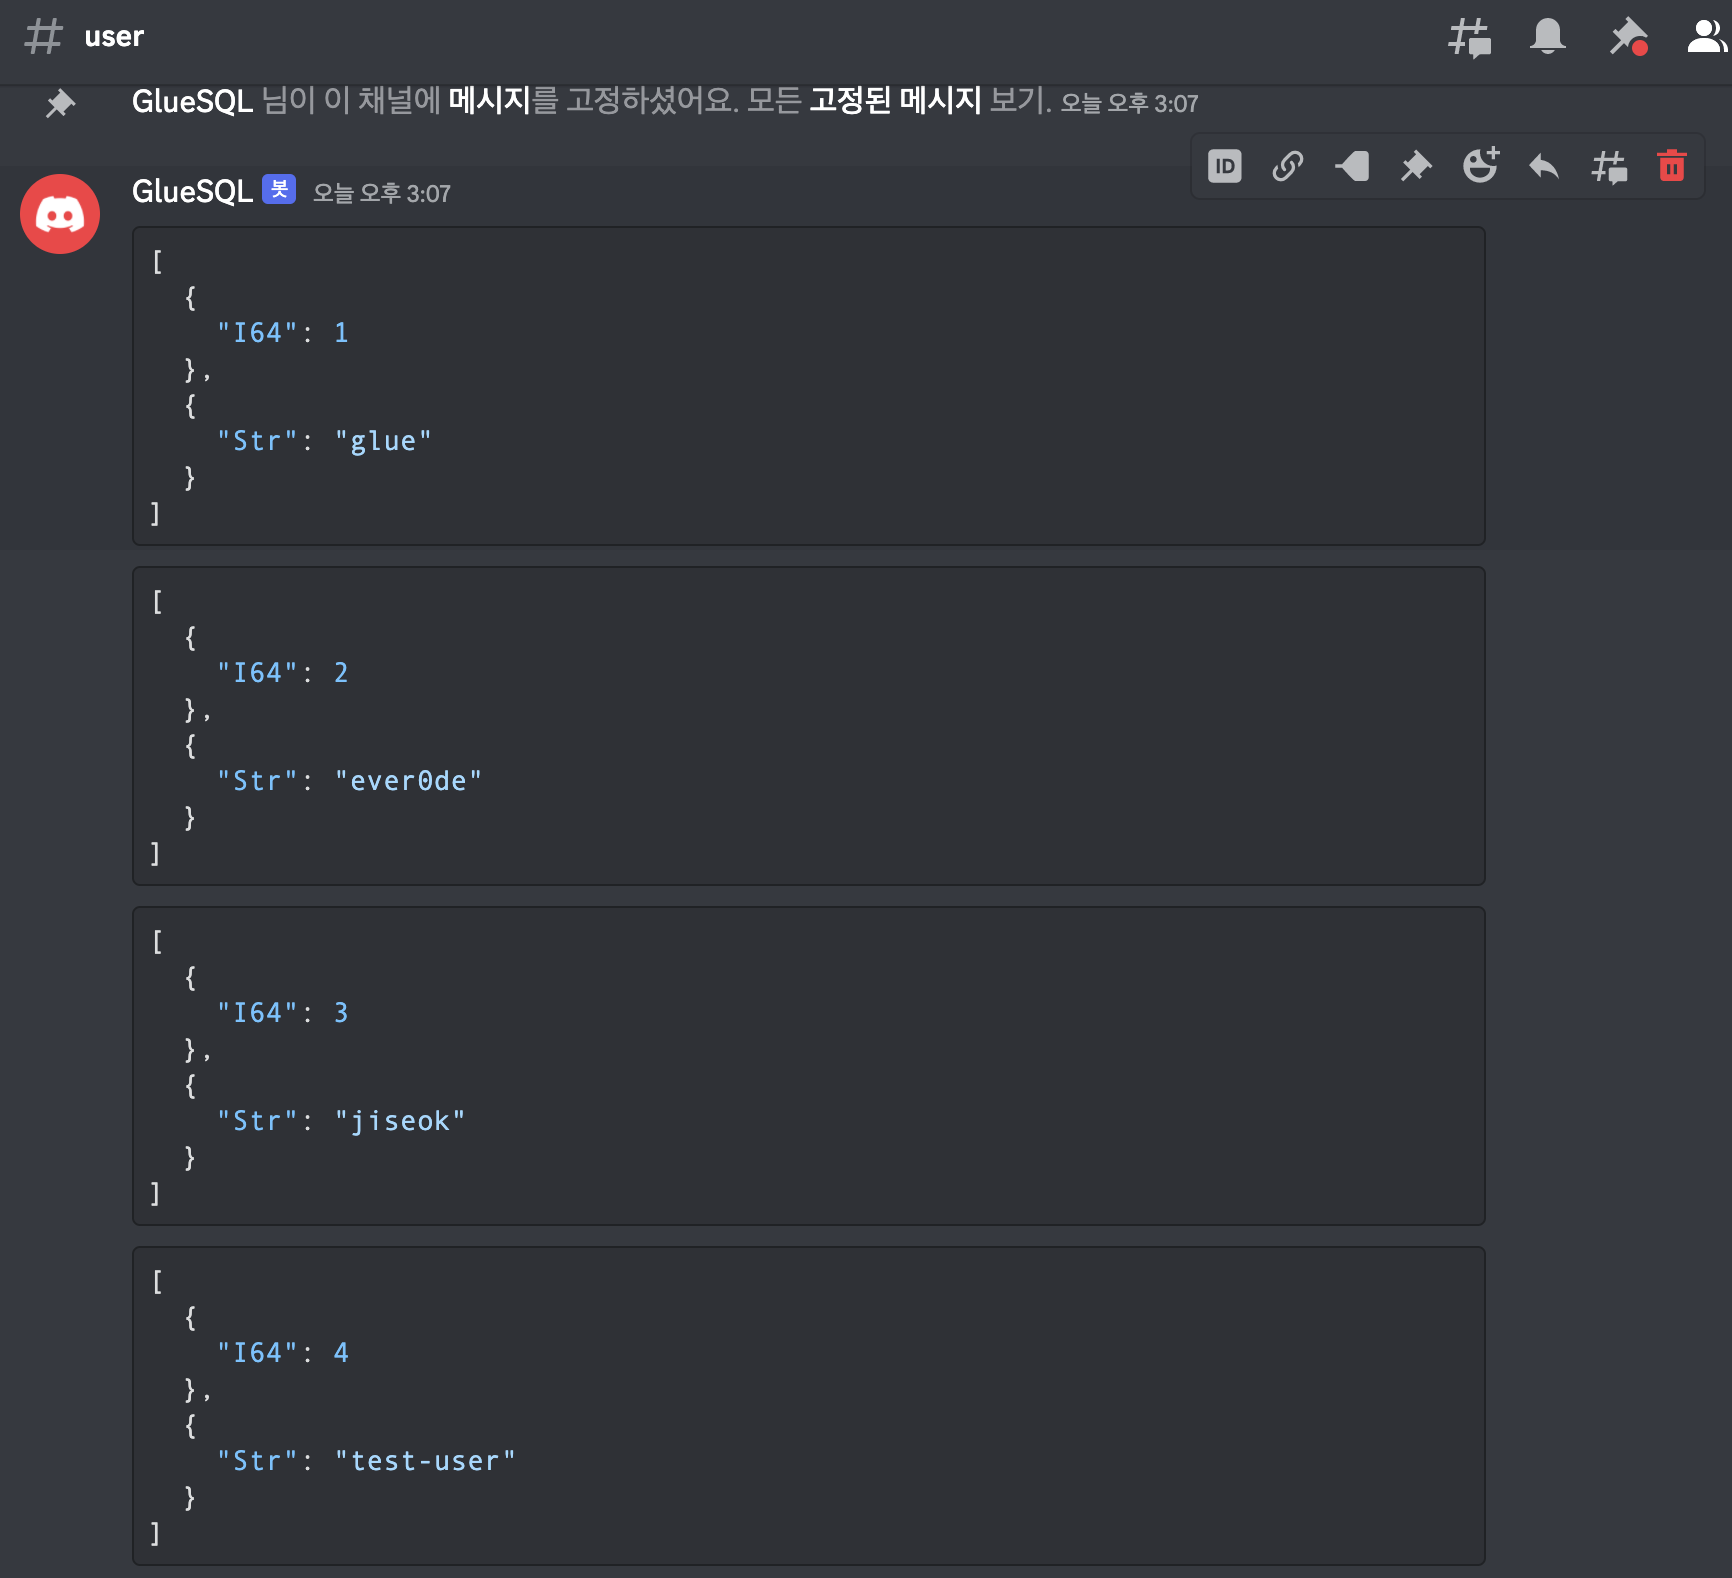 user
GlueSQL 님이 이 채널에 메시지를 고정하셨어요. 모든 고정된 메시지 보기. 오늘 오후 3:07
ID
GlueSQL 봇 오늘 오후 3:07
[
  {
    "I64": 1
  },
  {
    "Str": "glue"
  }
]
[
  {
    "I64": 2
  },
  {
    "Str": "ever0de"
  }
]
[
  {
    "I64": 3
  },
  {
    "Str": "jiseok"
  }
]
[
  {
    "I64": 4
  },
  {
    "Str": "test-user"
  }
]